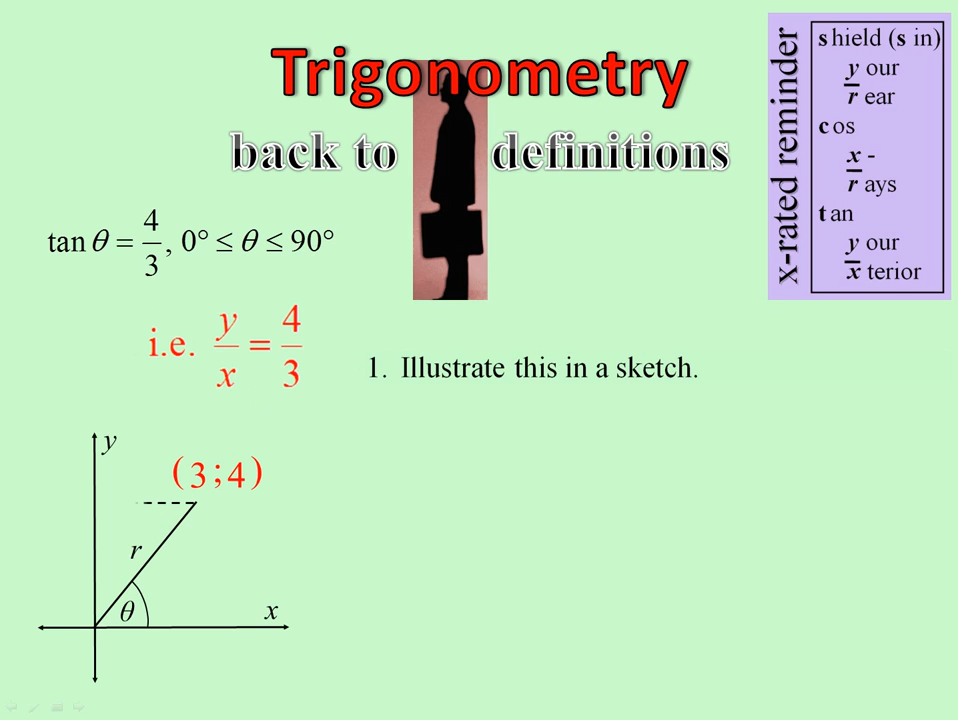 Trigonometry
back to definitions
x-rated reminder
shield (s in)
y our
r ear
cos
x -
r ays
tan
y our
x terior
tan θ = 4/3, 0° ≤ θ ≤ 90°
i.e. y/x = 4/3
1. Illustrate this in a sketch.
y
(3;4)
r
θ
x